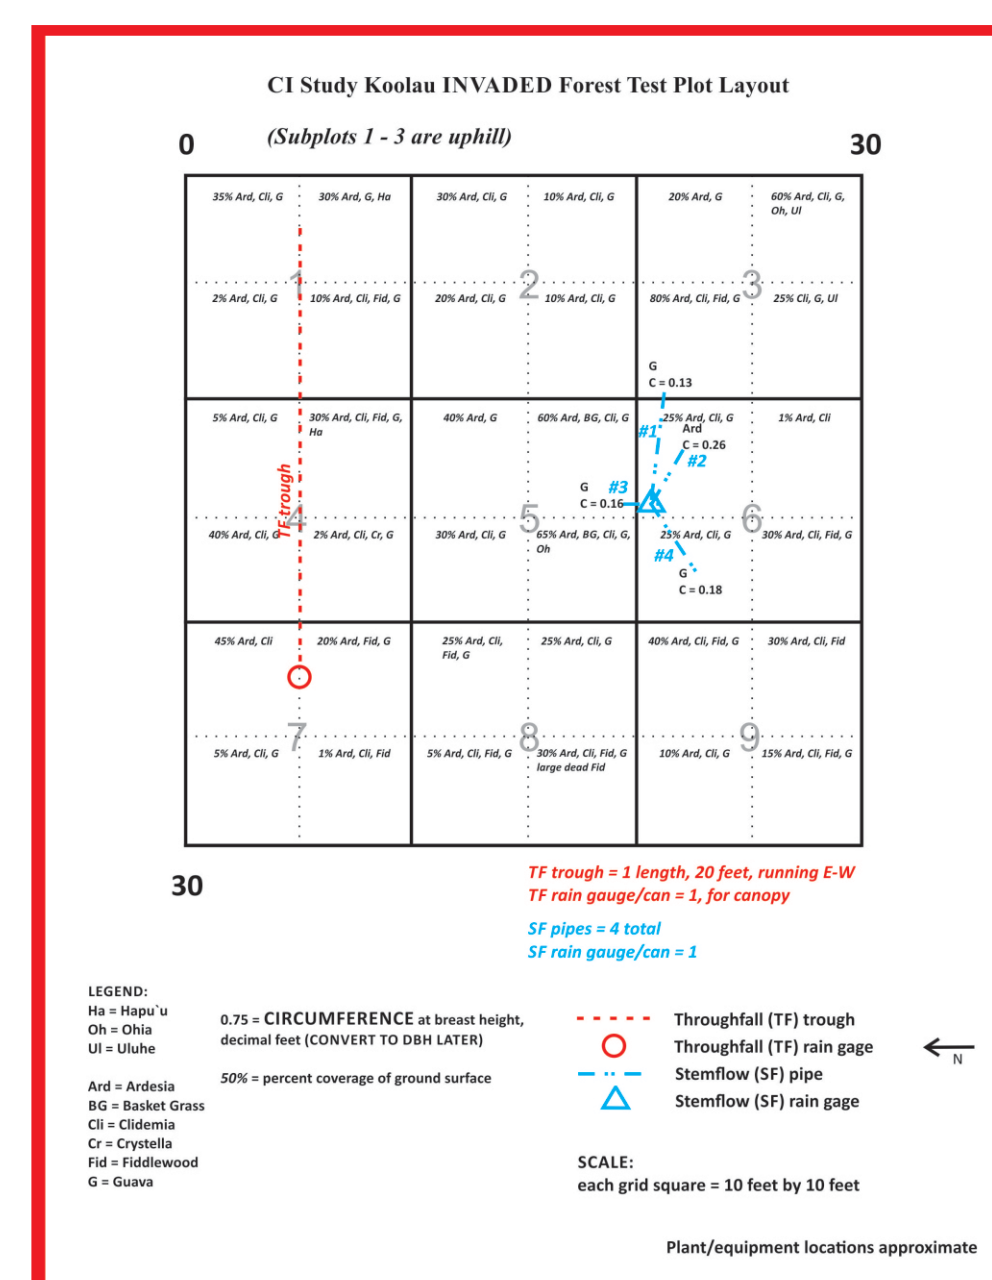 CI Study Koolau INVADED Forest Test Plot Layout
(Subplots 1 - 3 are uphill)
0
30
35% Ard, Cli, G
30% Ard, G, Ha
30% Ard, Cli, G
10% Ard, Cli, G
20% Ard, G
60% Ard, Cli, G,
Oh, Ul
1
2
3
2% Ard, Cli, G
10% Ard, Cli, Fid, G
20% Ard, Cli, G
10% Ard, Cli, G
80% Ard, Cli, Fid, G
25% Cli, G, Ul
G
C = 0.13
5% Ard, Cli, G
30% Ard, Cli, Fid, G,
Ha
40% Ard, G
60% Ard, BG, Cli, G
25% Ard, Cli, G
1% Ard, Cli
#1
Ard
C = 0.26
#2
TF trough
G
C = 0.16
#3
4
5
6
40% Ard, Cli, G
2% Ard, Cli, Cr, G
30% Ard, Cli, G
65% Ard, BG, Cli, G,
Oh
25% Ard, Cli, G
30% Ard, Cli, Fid, G
#4
G
C = 0.18
45% Ard, Cli
20% Ard, Fid, G
25% Ard, Cli,
Fid, G
25% Ard, Cli, G
40% Ard, Cli, Fid, G
30% Ard, Cli, Fid
7
8
9
5% Ard, Cli, G
1% Ard, Cli, Fid
5% Ard, Cli, Fid, G
30% Ard, Cli, Fid, G
large dead Fid
10% Ard, Cli, G
15% Ard, Cli, Fid, G
30
TF trough = 1 length, 20 feet, running E-W
TF rain gauge/can = 1, for canopy
SF pipes = 4 total
SF rain gauge/can = 1
LEGEND:
Ha = Hapu`u
Oh = Ohia
Ul = Uluhe
Ard = Ardesia
BG = Basket Grass
Cli = Clidemia
Cr = Crystella
Fid = Fiddlewood
G = Guava
0.75 = CIRCUMFERENCE at breast height,
decimal feet (CONVERT TO DBH LATER)
50% = percent coverage of ground surface
Throughfall (TF) trough
Throughfall (TF) rain gage
Stemflow (SF) pipe
Stemflow (SF) rain gage
N
SCALE:
each grid square = 10 feet by 10 feet
Plant/equipment locations approximate